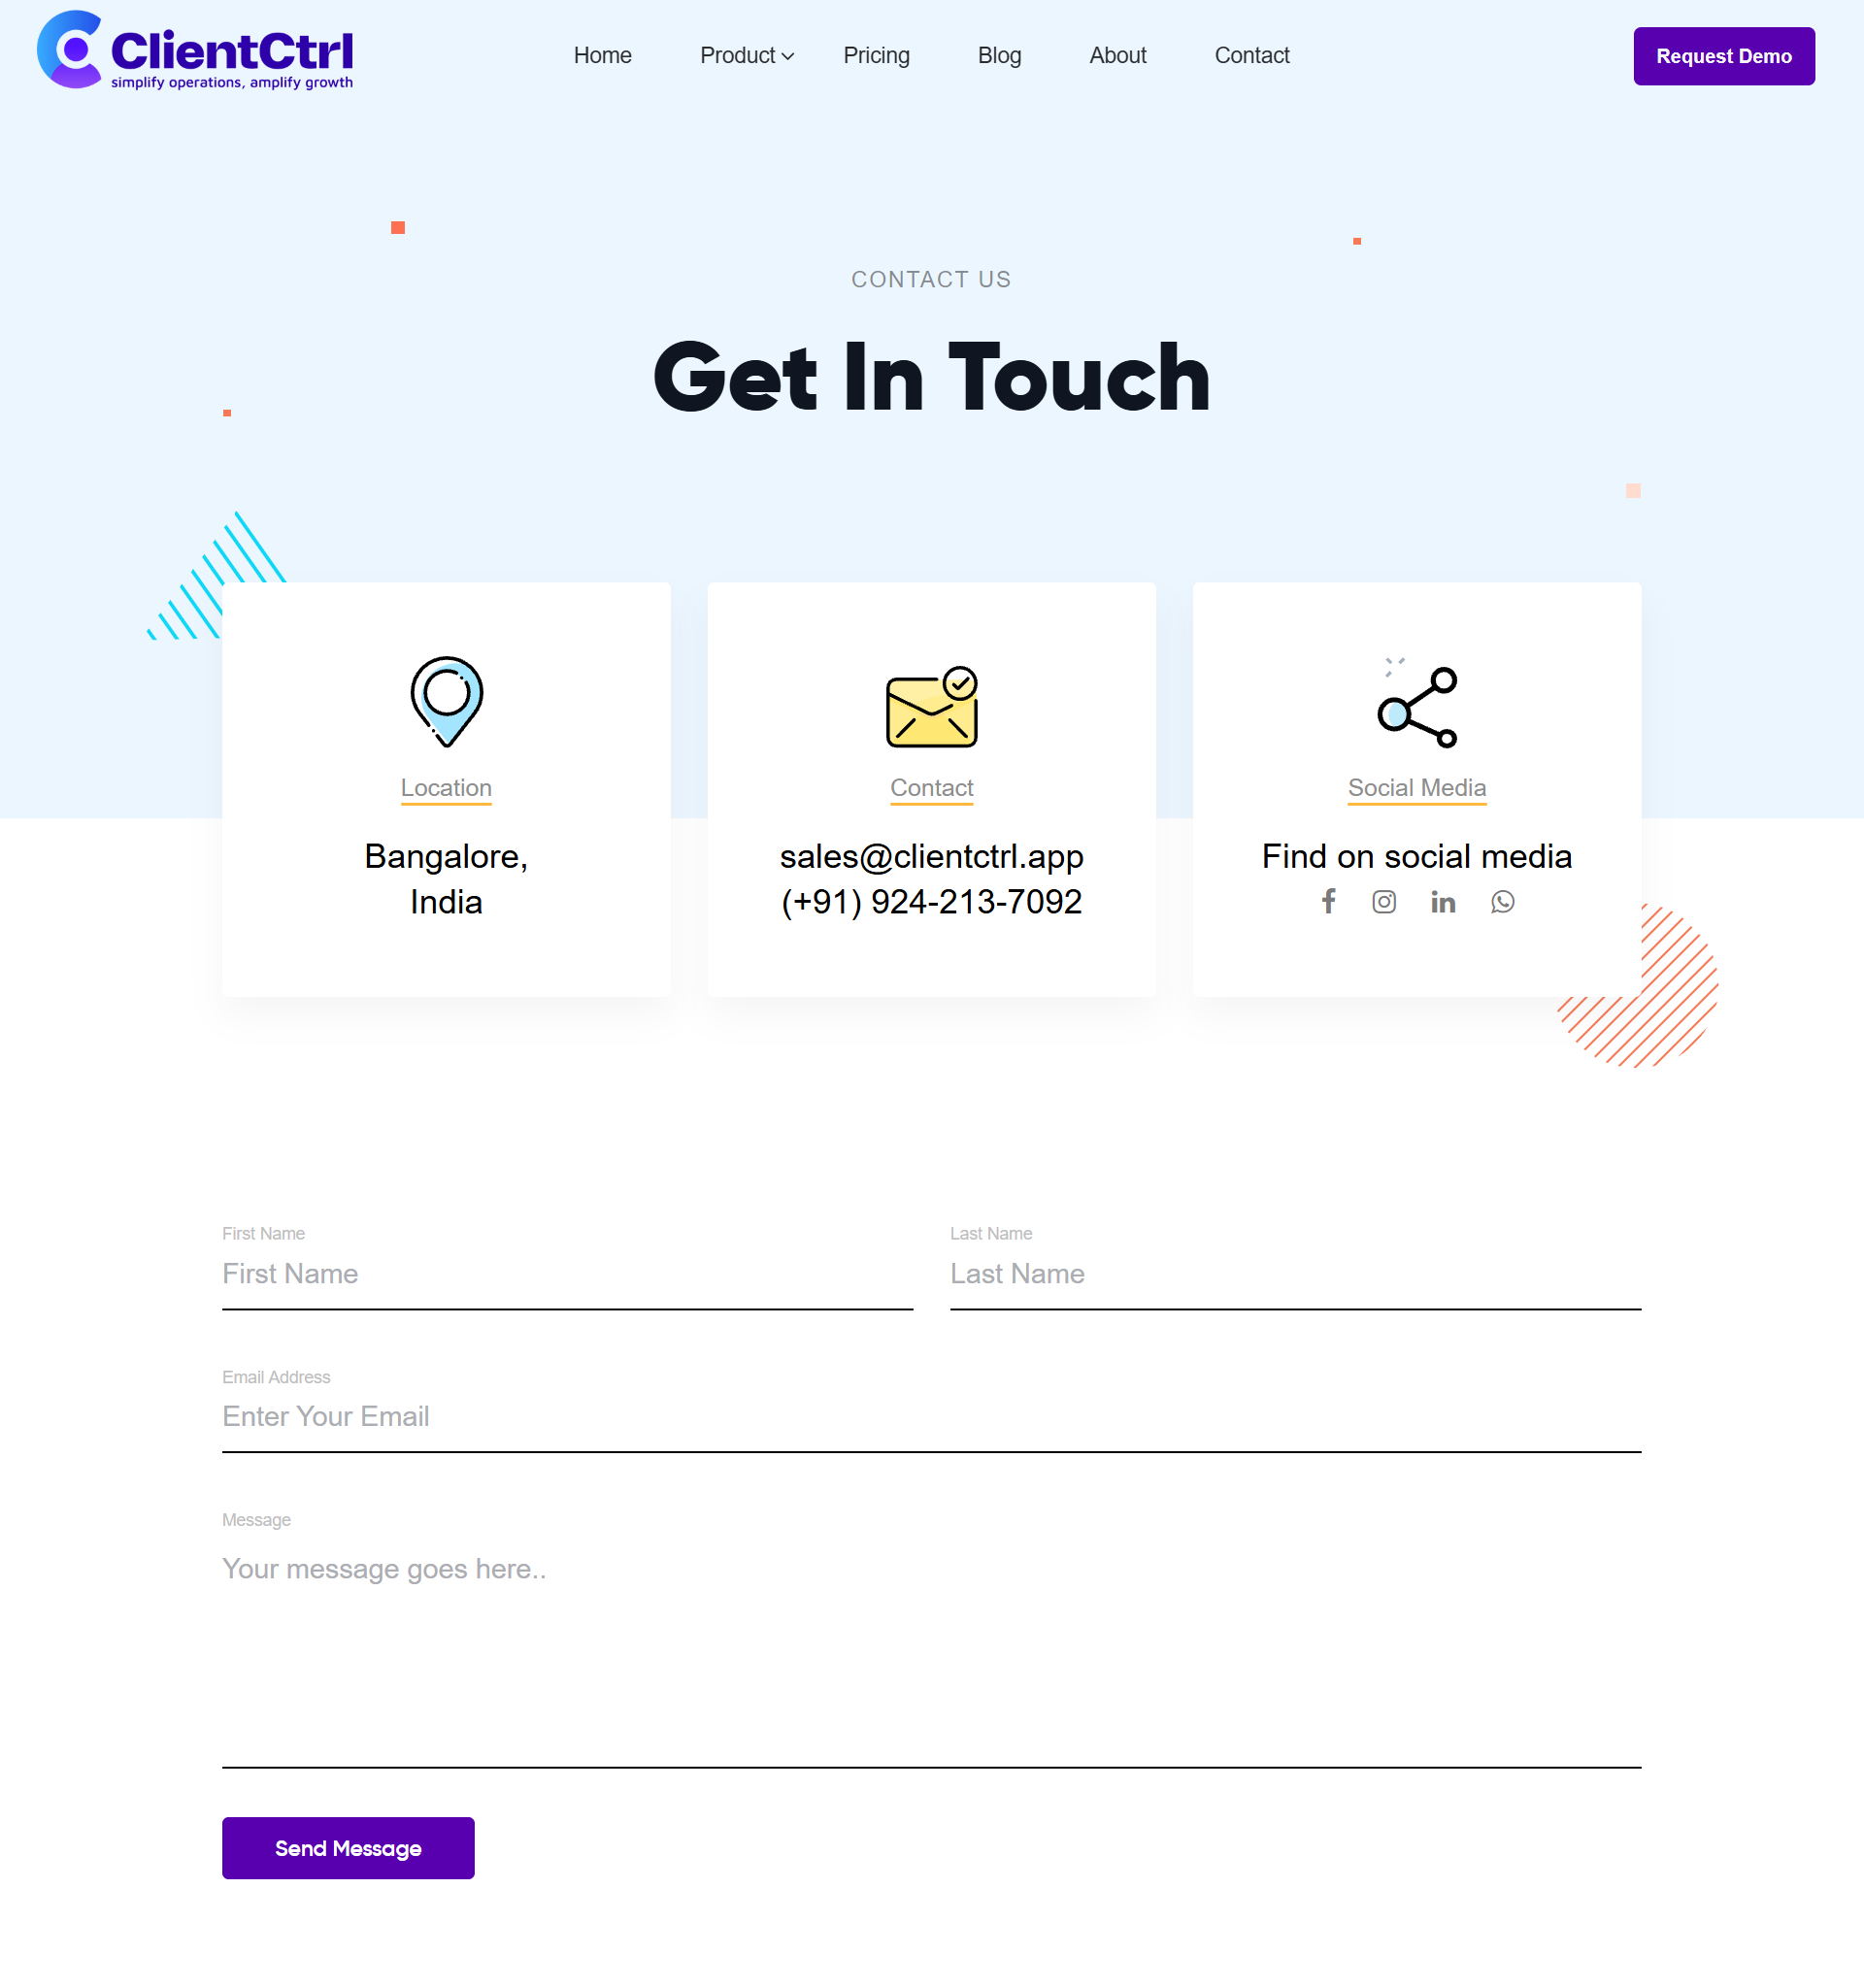 ClientCtrl
simplify operations, amplify growth
Home Product Pricing Blog About Contact
Request Demo
CONTACT US
Get In Touch
Location
Bangalore,
India
Contact
sales@clientctrl.app
(+91) 924-213-7092
Social Media
Find on social media
First Name
First Name
Last Name
Last Name
Email Address
Enter Your Email
Message
Your message goes here..
Send Message